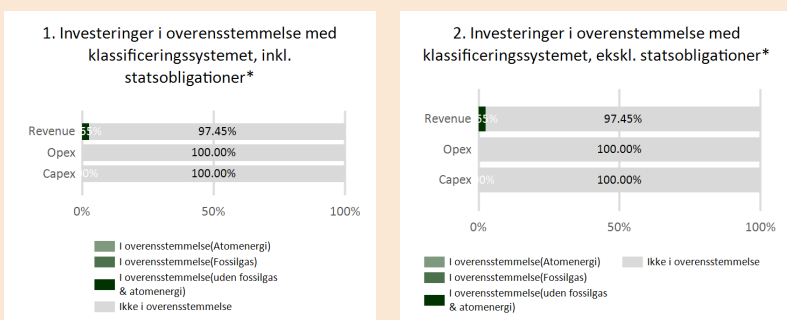 1. Investeringer i overensstemmelse med
klassificeringssystemet, inkl.
statsobligationer*
Revenue 97.45%
Opex 100.00%
Capex 0% 100.00%
0% 50% 100%
I overensstemmelse(Atomenergi)
I overensstemmelse(Fossilgas)
I overensstemmelse(uden fossilgas
& atomenergi)
Ikke i overensstemmelse
2. Investeringer i overenstemmelse med
klassificeringssystemet, ekskl. statsobligationer*
Revenue 97.45%
Opex 100.00%
Capex 0% 100.00%
0% 50% 100%
I overensstemmelse(Atomenergi) Ikke i overensstemmelse
I overensstemmelse(Fossilgas)
I overensstemmelse(uden fossilgas
& atomenergi)